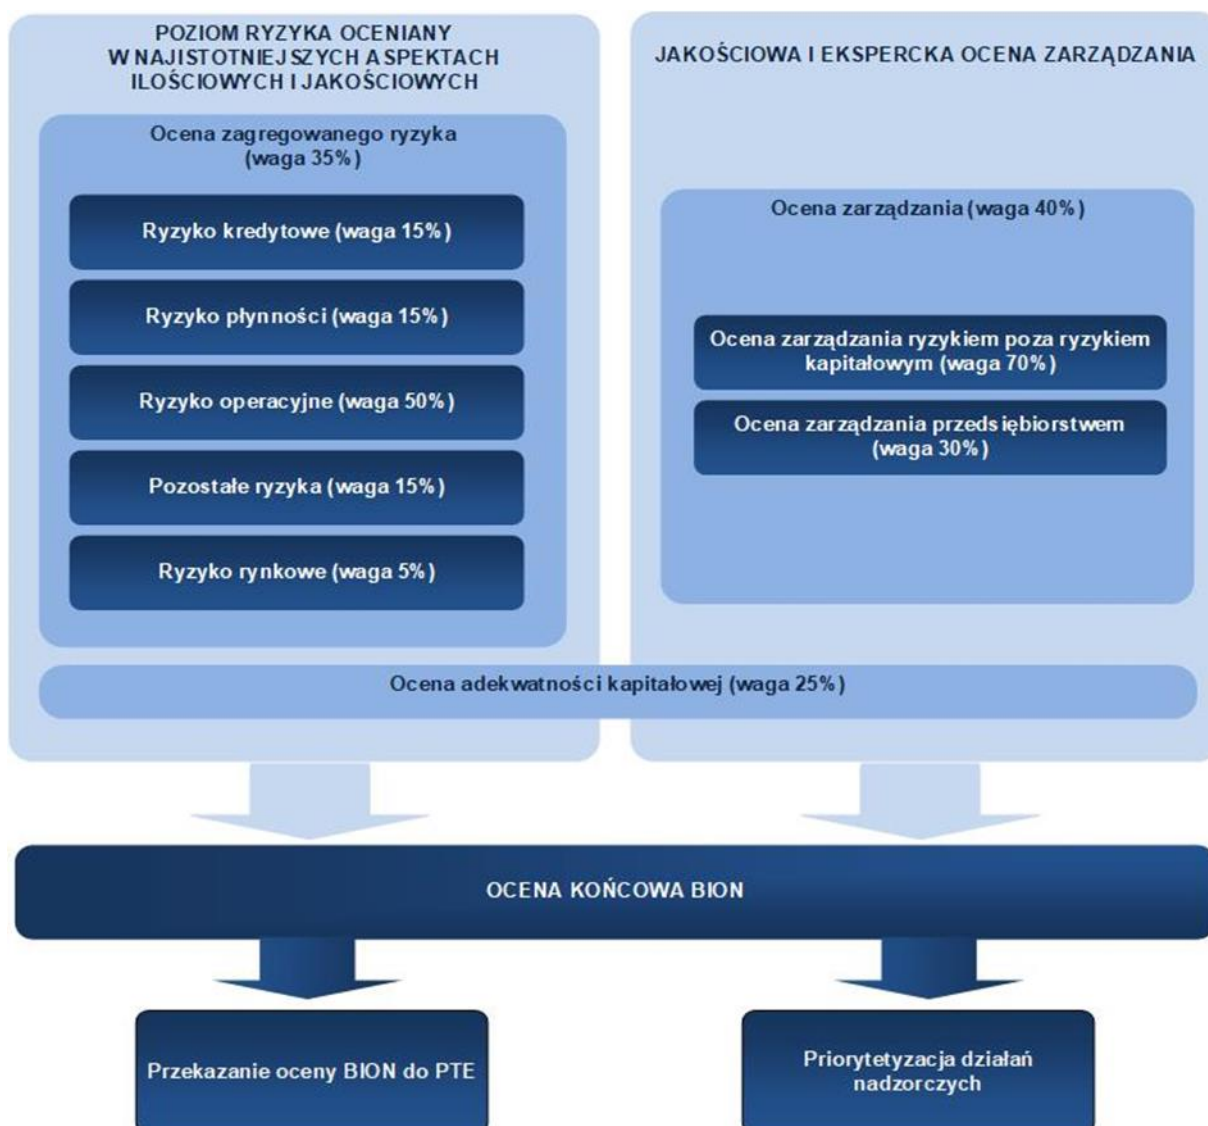 POZIOM RYZYKA OCENIANY
W NAJISTOTNIEJSZYCH ASPEKTACH
ILOŚCIOWYCH I JAKOŚCIOWYCH
Ocena zagregowanego ryzyka
(waga 35%)
Ryzyko kredytowe (waga 15%)
Ryzyko płynności (waga 15%)
Ryzyko operacyjne (waga 50%)
Pozostałe ryzyka (waga 15%)
Ryzyko rynkowe (waga 5%)
JAKOŚCIOWA I EKSPERCKA OCENA ZARZĄDZANIA
Ocena zarządzania (waga 40%)
Ocena zarządzania ryzykiem poza ryzykiem
kapitałowym (waga 70%)
Ocena zarządzania przedsiębiorstwem
(waga 30%)
Ocena adekwatności kapitałowej (waga 25%)
OCENA KOŃCOWA BION
Przekazanie oceny BION do PTE
Priorytetyzacja działań
nadzorczych